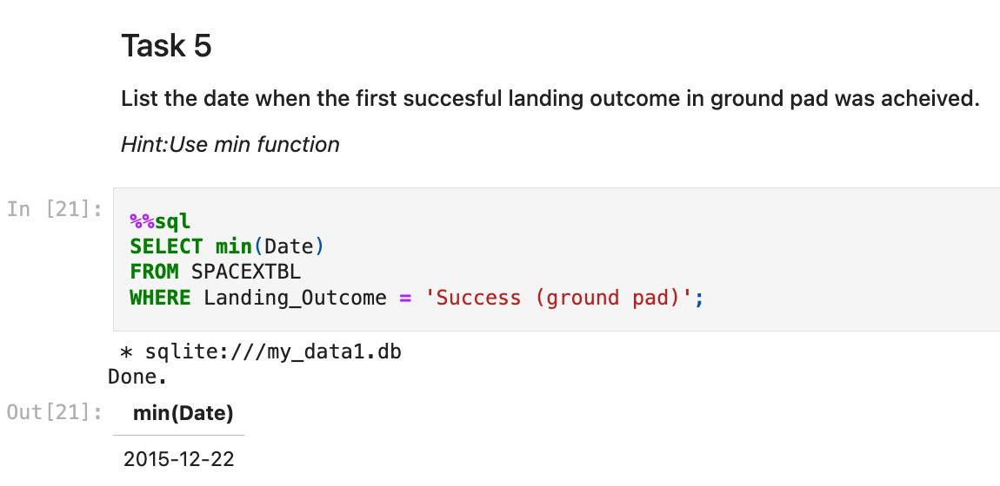 Task 5
List the date when the first succesful landing outcome in ground pad was acheived.
Hint:Use min function
In [21]:
%%sql
SELECT min(Date)
FROM SPACEXTBL
WHERE Landing_Outcome = 'Success (ground pad)';
* sqlite:///my_data1.db
Done.
Out[21]:
min(Date)
2015-12-22